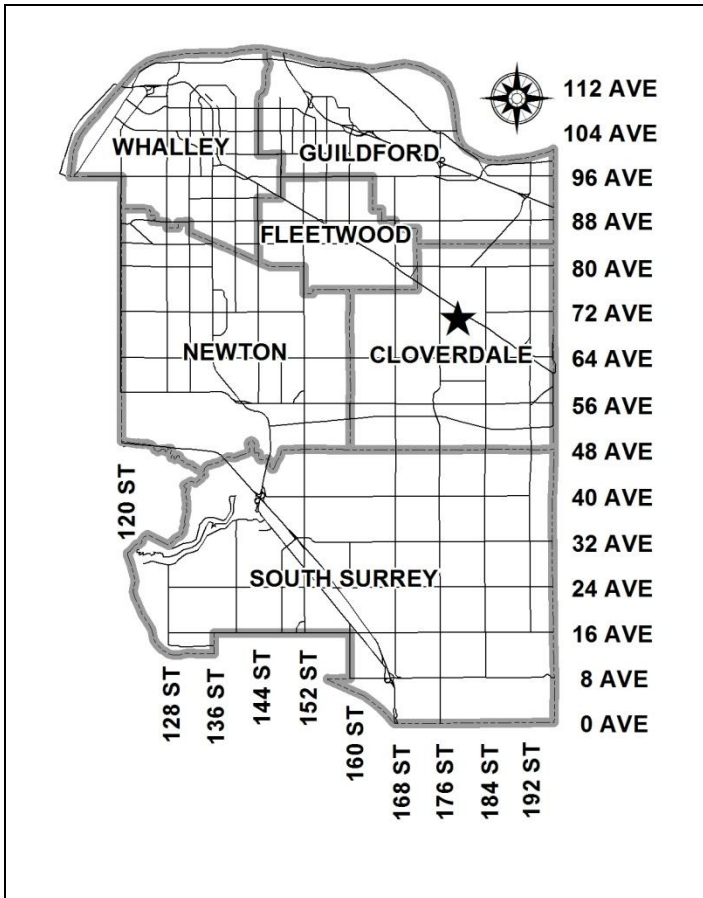 112 AVE
104 AVE
WHALLEY
GUILDFORD
96 AVE
88 AVE
FLEETWOOD
80 AVE
72 AVE
NEWTON
CLOVERDALE
64 AVE
56 AVE
48 AVE
120 ST
40 AVE
32 AVE
SOUTH SURREY
24 AVE
16 AVE
128 ST
136 ST
144 ST
152 ST
160 ST
8 AVE
0 AVE
168 ST
176 ST
184 ST
192 ST